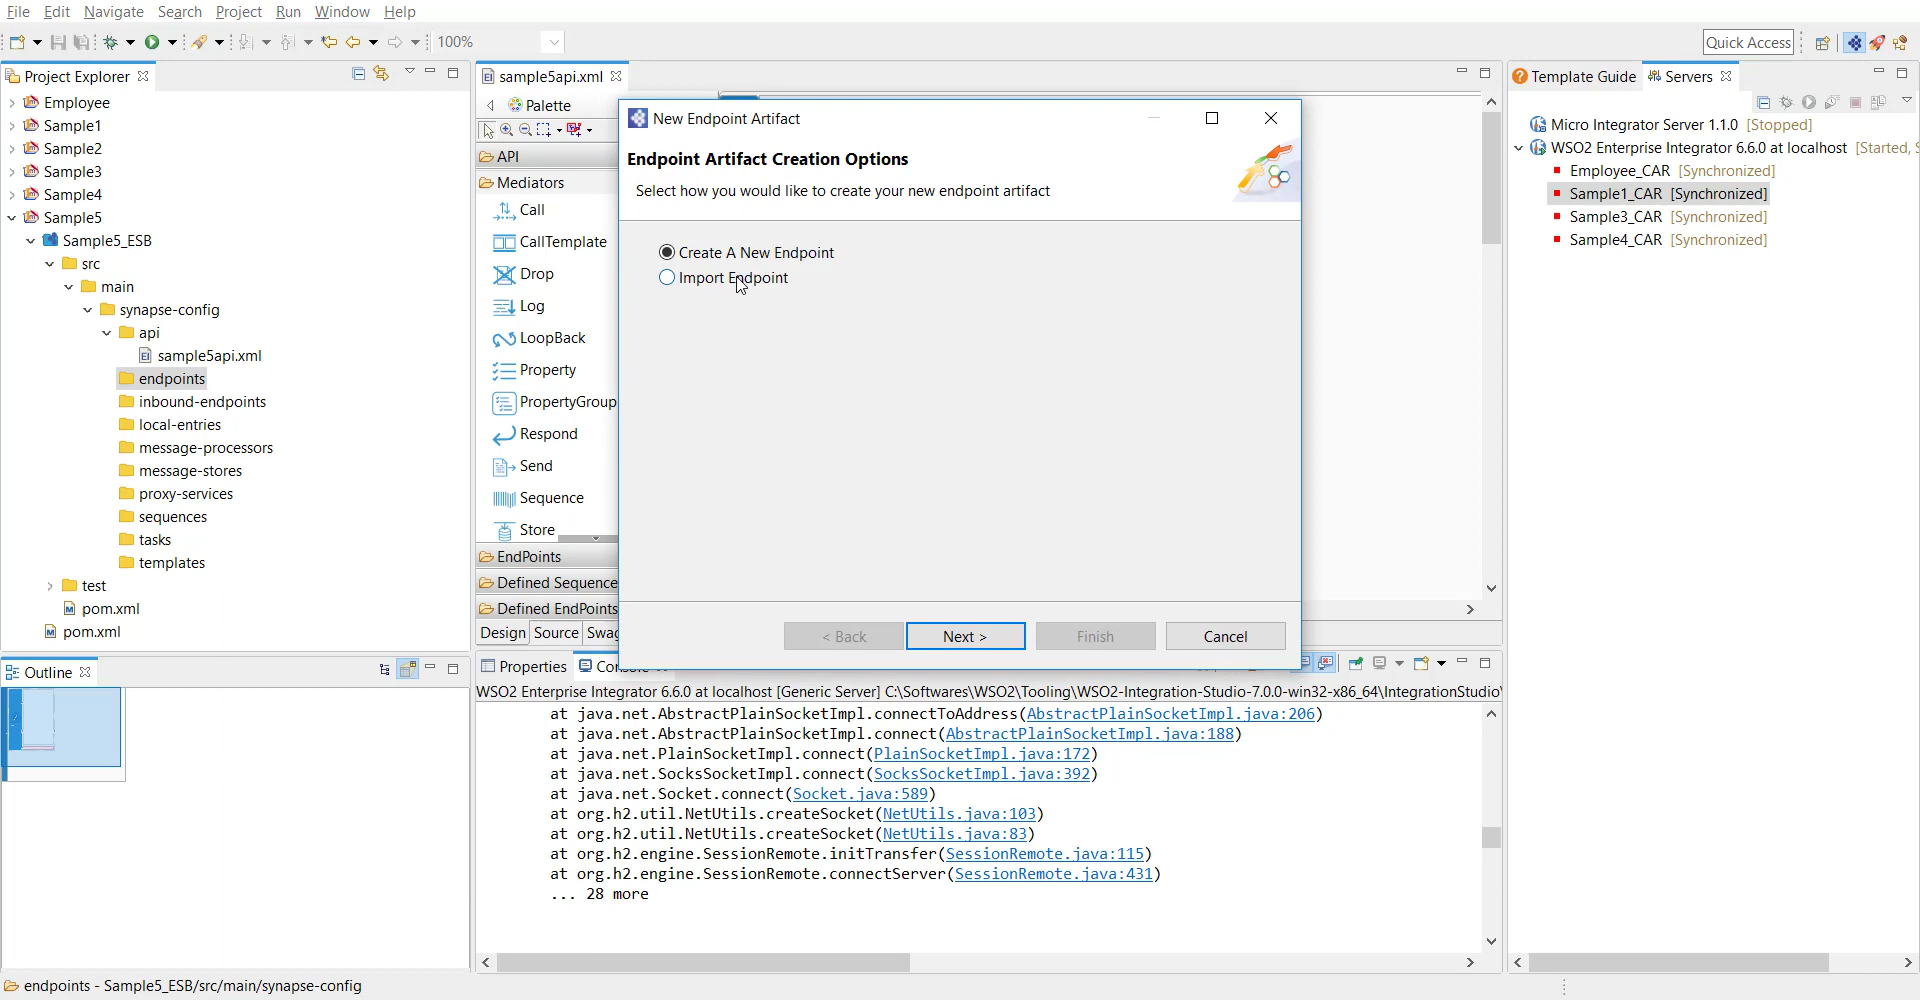 File Edit Navigate Search Project Run Window Help
100%
Quick Access
Project Explorer
Employee
Sample1
Sample2
Sample3
Sample4
Sample5
Sample5_ESB
src
main
synapse-config
api
sample5api.xml
endpoints
inbound-endpoints
local-entries
message-processors
message-stores
proxy-services
sequences
tasks
templates
test
pom.xml
pom.xml
Outline
sample5api.xml
Palette
API
Mediators
Call
CallTemplate
Drop
Log
LoopBack
Property
PropertyGroup
Respond
Send
Sequence
Store
EndPoints
Defined Sequence
Defined EndPoints
Design Source Swag
New Endpoint Artifact
Endpoint Artifact Creation Options
Select how you would like to create your new endpoint artifact
Create A New Endpoint
Import Endpoint
< Back Next > Finish Cancel
Template Guide Servers
Micro Integrator Server 1.1.0 [Stopped]
WSO2 Enterprise Integrator 6.6.0 at localhost [Started, S
Employee_CAR [Synchronized]
Sample1_CAR [Synchronized]
Sample3_CAR [Synchronized]
Sample4_CAR [Synchronized]
Properties Console
WSO2 Enterprise Integrator 6.6.0 at localhost [Generic Server] C:\Softwares\WSO2\Tooling\WSO2-Integration-Studio-7.0.0-win32-x86_64\IntegrationStudio\
at java.net.AbstractPlainSocketImpl.connectToAddress(AbstractPlainSocketImpl.java:206)
at java.net.AbstractPlainSocketImpl.connect(AbstractPlainSocketImpl.java:188)
at java.net.PlainSocketImpl.connect(PlainSocketImpl.java:172)
at java.net.SocksSocketImpl.connect(SocksSocketImpl.java:392)
at java.net.Socket.connect(Socket.java:589)
at org.h2.util.NetUtils.createSocket(NetUtils.java:103)
at org.h2.util.NetUtils.createSocket(NetUtils.java:83)
at org.h2.engine.SessionRemote.initTransfer(SessionRemote.java:115)
at org.h2.engine.SessionRemote.connectServer(SessionRemote.java:431)
... 28 more
endpoints - Sample5_ESB/src/main/synapse-config